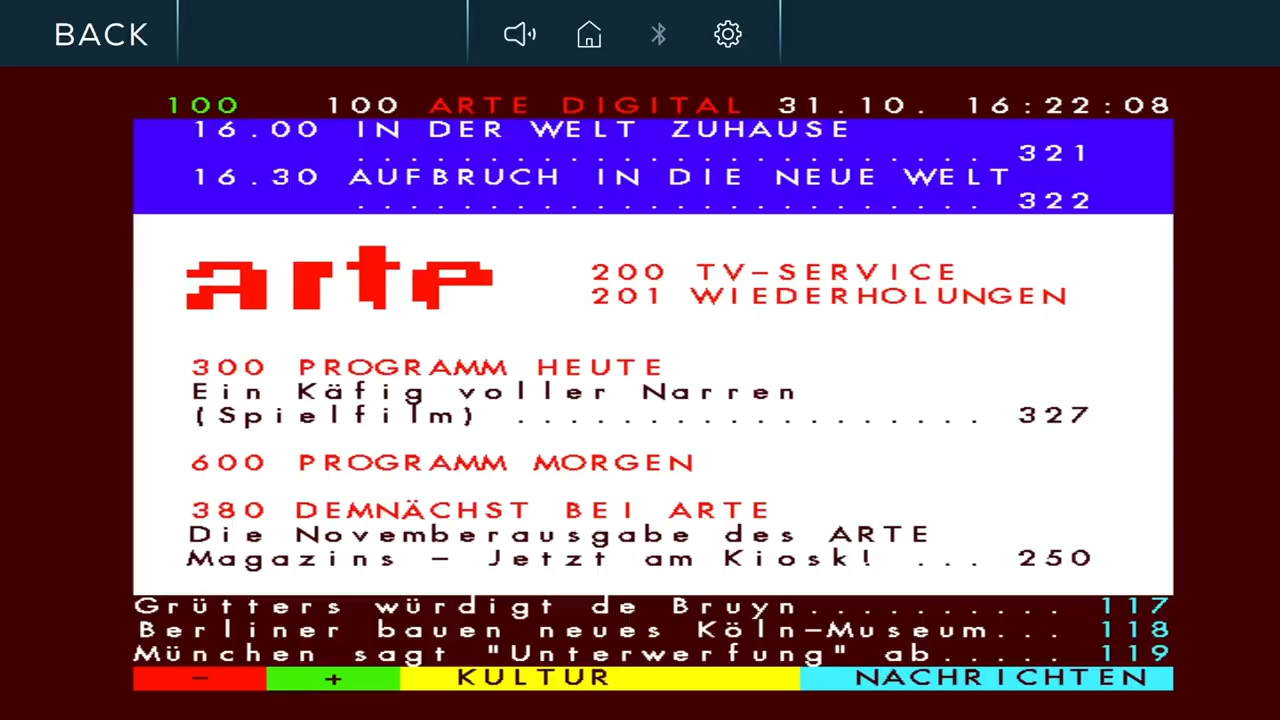 BACK
100 100 ARTE DIGITAL 31.10. 16:22:08
16.00 IN DER WELT ZUHAUSE
....................... 321
16.30 AUFBRUCH IN DIE NEUE WELT
....................... 322
arte
200 TV-SERVICE
201 WIEDERHOLUNGEN
300 PROGRAMM HEUTE
Ein Käfig voller Narren
(Spielfilm) .................. 327
600 PROGRAMM MORGEN
380 DEMNÄCHST BEI ARTE
Die Novemberausgabe des ARTE
Magazins - Jetzt am Kiosk! ... 250
Grütters würdigt de Bruyn.......... 117
Berliner bauen neues Köln-Museum... 118
München sagt "Unterwerfung" ab..... 119
- + KULTUR NACHRICHTEN